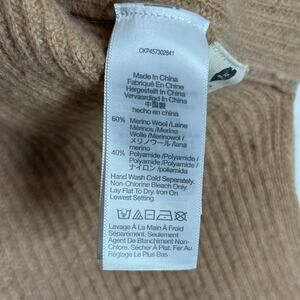 CKP457302841
Made In China
Fabriqué En Chine
Hergestellt In China
Vervaardigd In China
中国製
hecho en china
60% Merino Wool /Laine
Mérinos /Merino
Wolle /Merinowol /
メリノウール /lana
merino
40% Polyamide /Polyamide /
Polyamid /Polyamide /
ナイロン /poliamida
Hand Wash Cold Separately.
Non-Chlorine Bleach Only.
Lay Flat To Dry. Iron On
Lowest Setting.
Lavage À La Main À Froid
Séparément. Seulement
Agent De Blanchiment Non-
Chloré. Sécher À Plat. Fer Au
Réglage Le Plus Bas.